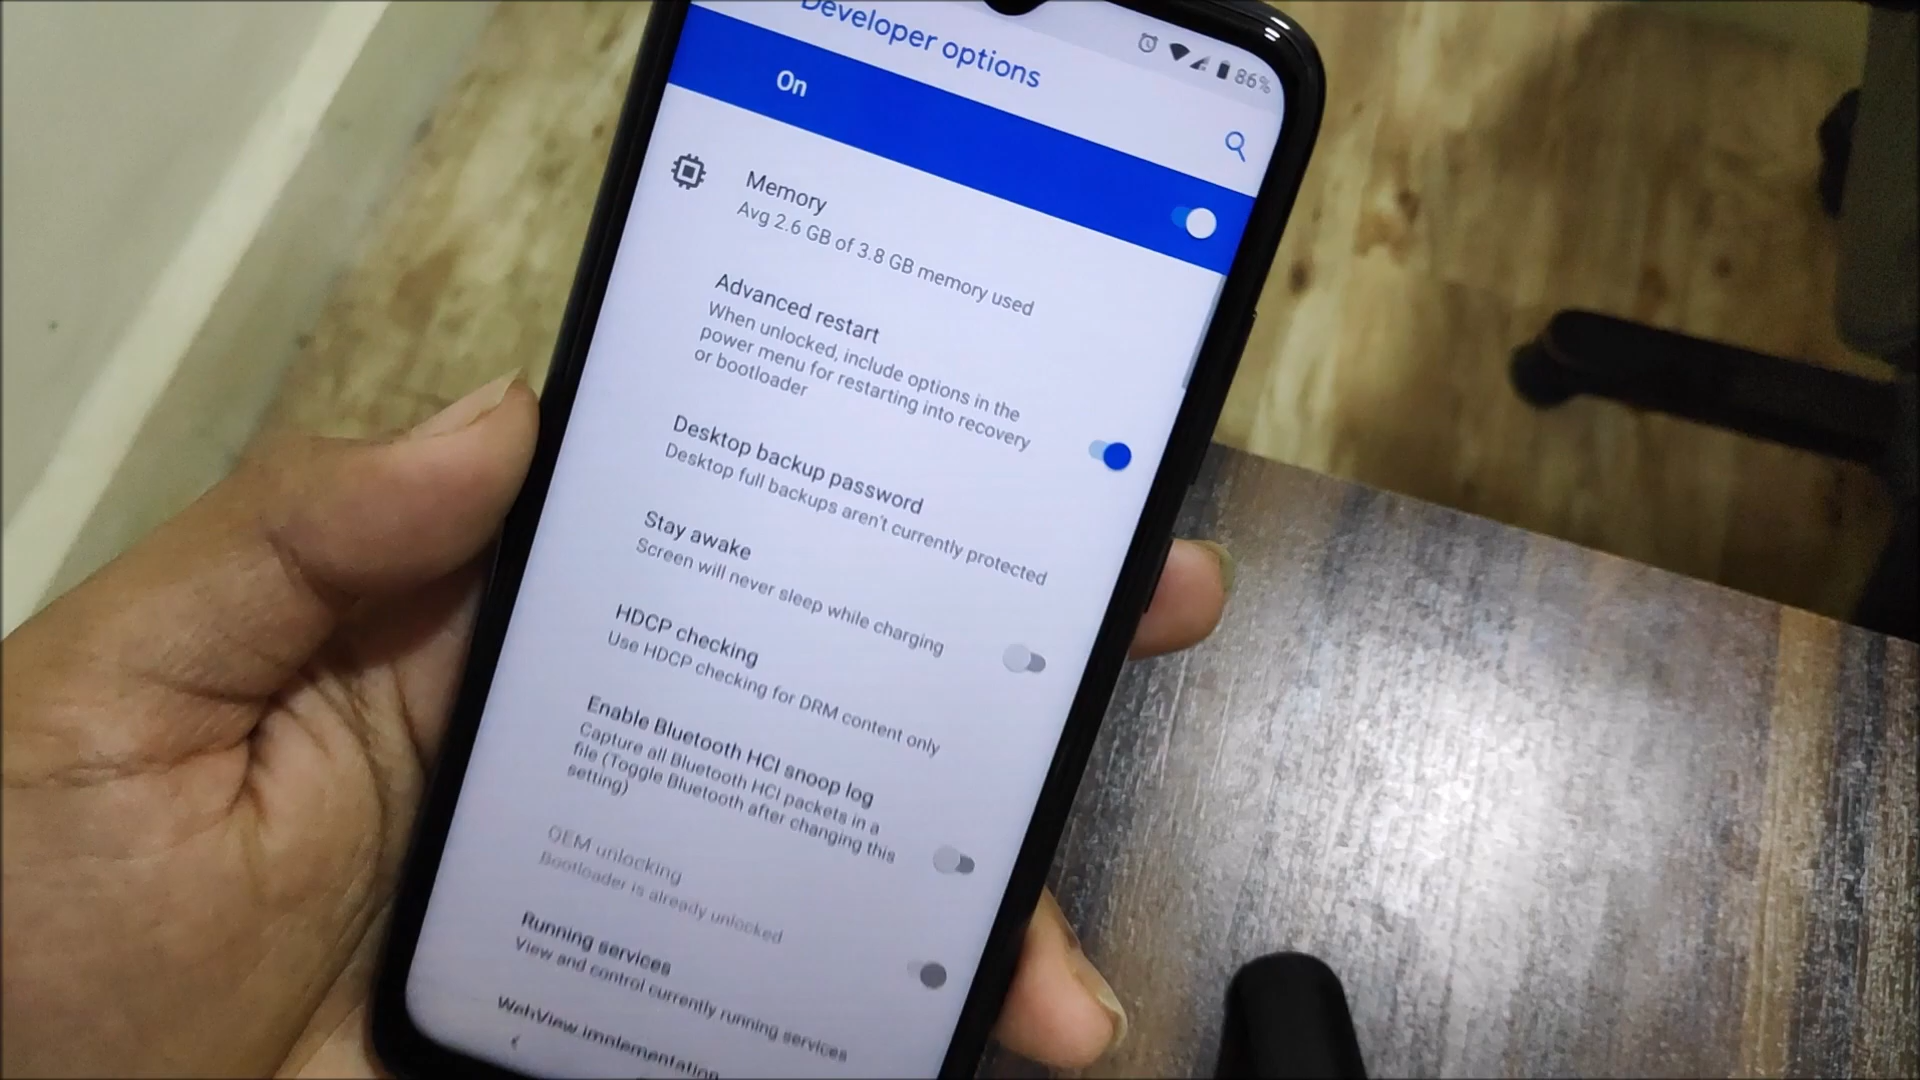 Developer options
86%
On
Memory
Avg 2.6 GB of 3.8 GB memory used
Advanced restart
When unlocked, include options in the
power menu for restarting into recovery
or bootloader
Desktop backup password
Desktop full backups aren't currently protected
Stay awake
Screen will never sleep while charging
HDCP checking
Use HDCP checking for DRM content only
Enable Bluetooth HCI snoop log
Capture all Bluetooth HCI packets in a
file (Toggle Bluetooth after changing this
setting)
OEM unlocking
Bootloader is already unlocked
Running services
View and control currently running services
WebView implementation